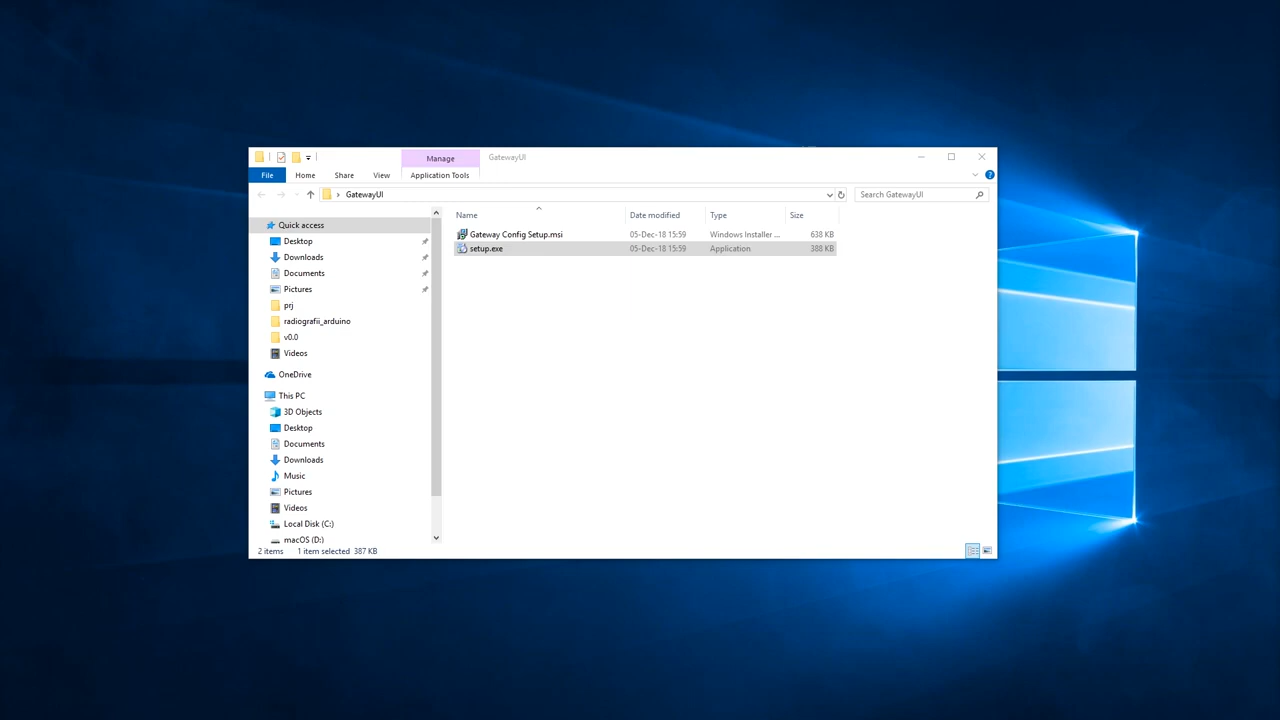 Manage
GatewayUI
File
Home
Share
View
Application Tools
GatewayUI
Search GatewayUI
Name
Date modified
Type
Size
Gateway Config Setup.msi
05-Dec-18 15:59
Windows Installer ...
638 KB
setup.exe
05-Dec-18 15:59
Application
388 KB
Quick access
Desktop
Downloads
Documents
Pictures
prj
radiografii_arduino
v0.0
Videos
OneDrive
This PC
3D Objects
Desktop
Documents
Downloads
Music
Pictures
Videos
Local Disk (C:)
macOS (D:)
2 items
1 item selected 387 KB